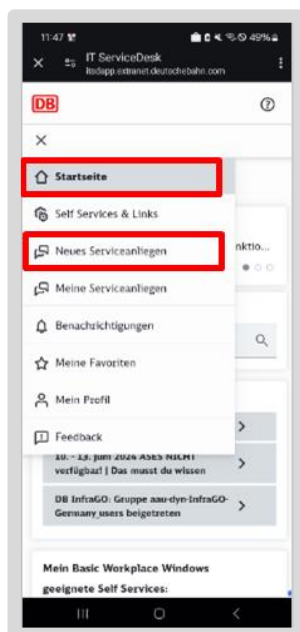 11:47
49%
IT ServiceDesk
itsdapp.extranet.deutschebahn.com
DB
Startseite
Self Services & Links
Neues Serviceanliegen
nktio...
Meine Serviceanliegen
Benachrichtigungen
Meine Favoriten
Mein Profil
Feedback
10. - 13. Juni 2024 ASES NICHT
verfügbar! | Das musst du wissen
DB InfraGO: Gruppe aau-dyn-InfraGO-
Germany_users beigetreten
Mein Basic Workplace Windows
geeignete Self Services: